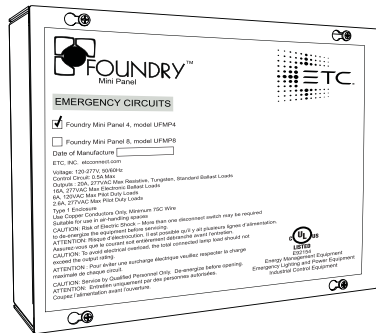 FOUNDRY™
Mini Panel
ETC.
EMERGENCY CIRCUITS
Foundry Mini Panel 4, model UFMP4
Foundry Mini Panel 8, model UFMP8
Date of Manufacture
ETC, INC. etcconnect.com
Voltage: 120-277V, 50/60Hz
Control Circuit: 0.5A Max
Outputs : 20A, 277VAC Max Resistive, Tungsten, Standard Ballast Loads
16A, 277VAC Max Electronic Ballast Loads
6A, 120VAC Max Pilot Duty Loads
2.6A, 277VAC Max Pilot Duty Loads
Type 1 Enclosure
Use Copper Conductors Only, Minimum 75C Wire
Suitable for use in air-handling spaces
CAUTION: Risk of Electric Shock – More than one disconnect switch may be required
to de-energize the equipment before servicing.
ATTENTION: Risque d'électrocution. Il est possible qu'il y ait plusieurs lignes d'alimentation.
Assurez-vous que le courant soit entièrement débranché avant l'entretien.
CAUTION: To avoid electrical overload, the total connected lamp load should not
exceed the output rating.
ATTENTION : Pour éviter une surcharge électrique veuillez respecter la charge
maximale de chaque circuit.
CAUTION: Service by Qualified Personnel Only. De-energize before opening.
ATTENTION: Entretien uniquement par des personnes autorisées.
Coupez l'alimentation avant l'ouverture.
c UL us
LISTED
E92154
Energy Management Equipment
Emergency Lighting and Power Equipment
Industrial Control Equipment